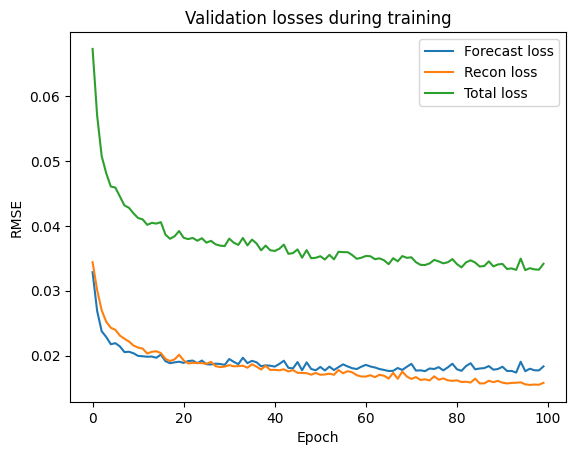 Validation losses during training
Forecast loss
Recon loss
Total loss
RMSE
0.06
0.05
0.04
0.03
0.02
0
20
40
60
80
100
Epoch